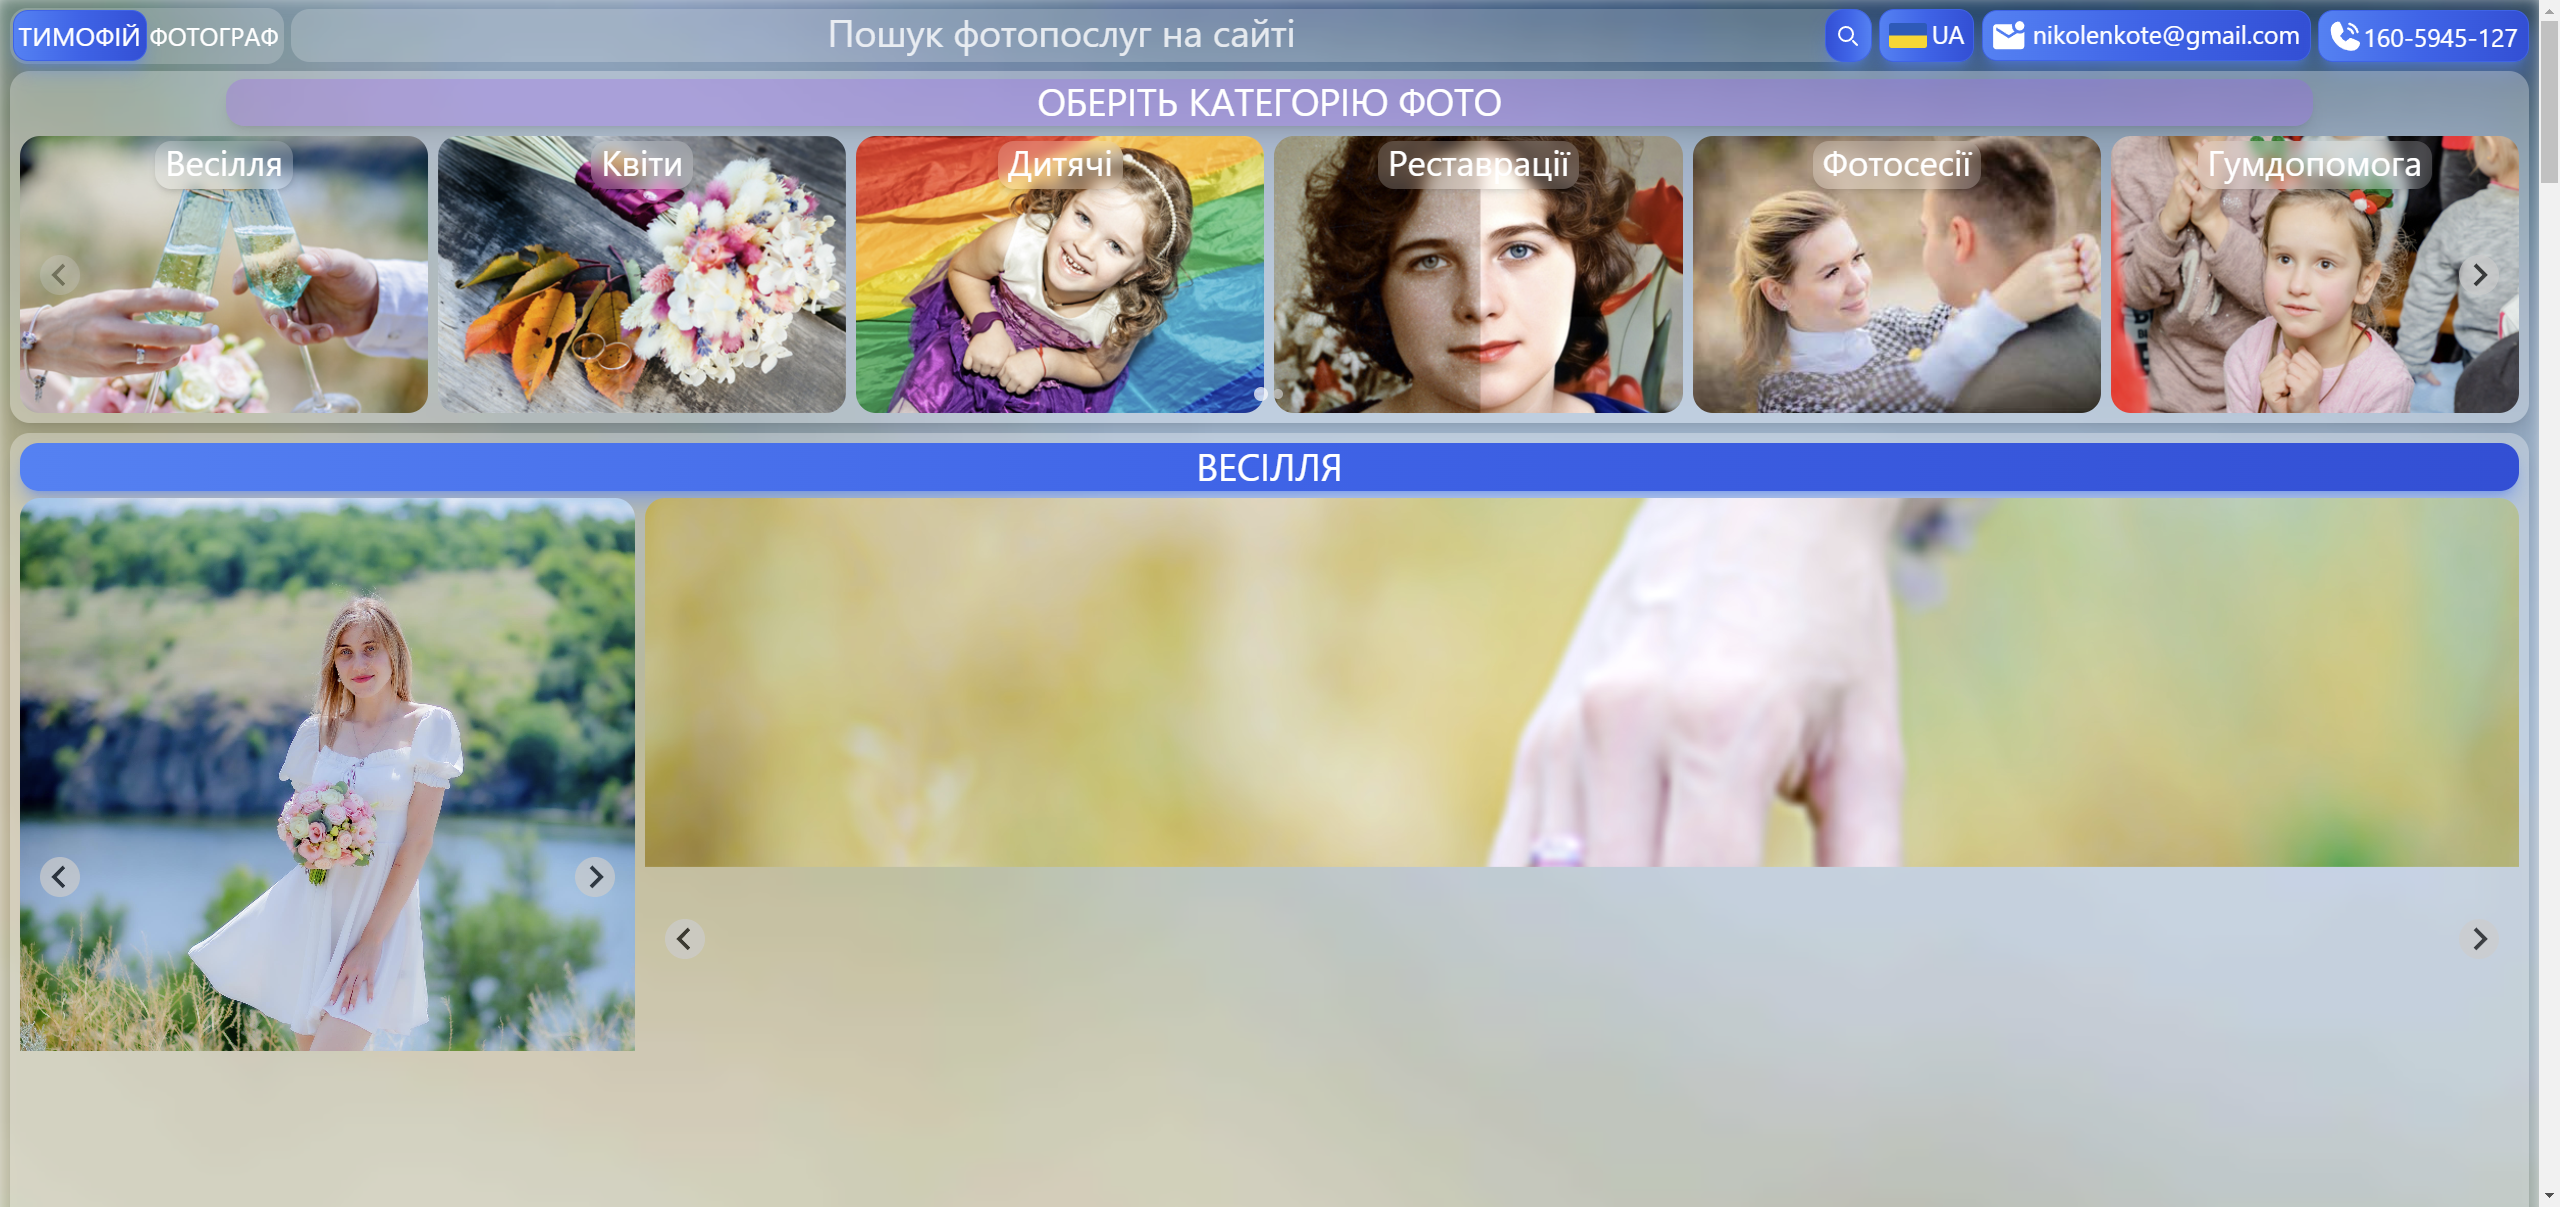 ТИМОФІЙ ФОТОГРАФ
Пошук фотопослуг на сайті
UA
nikolenkote@gmail.com
160-5945-127
ОБЕРІТЬ КАТЕГОРІЮ ФОТО
Весілля
Квіти
Дитячі
Реставрації
Фотосесії
Гумдопомога
ВЕСІЛЛЯ